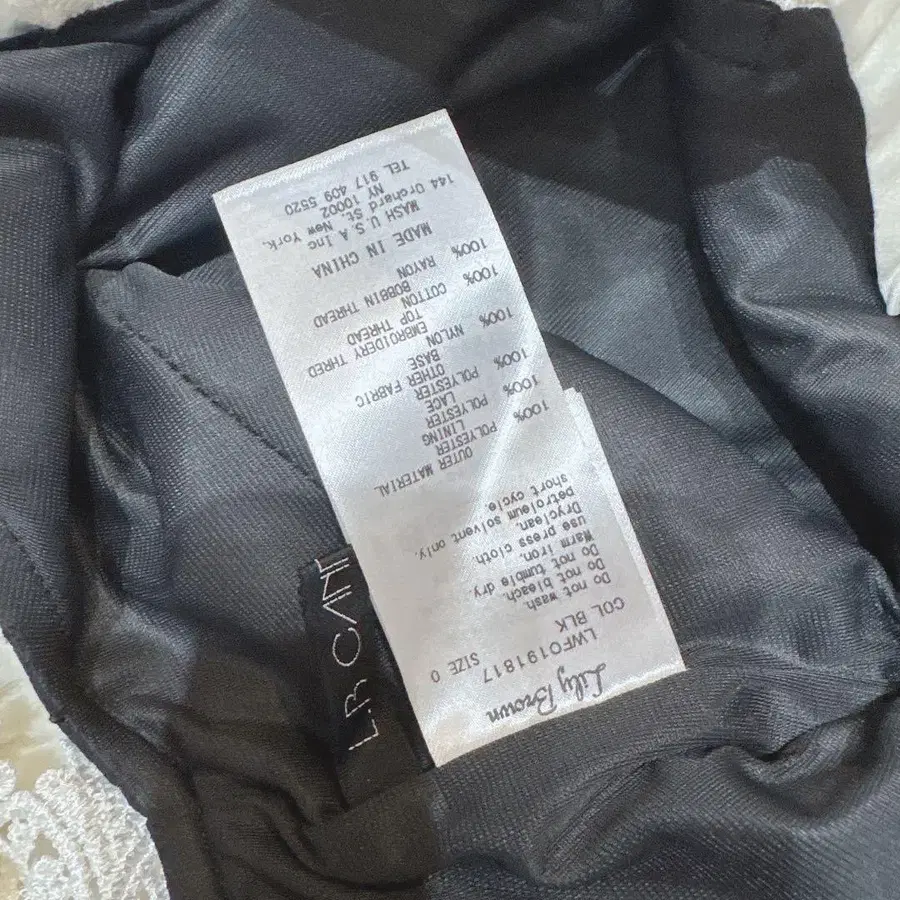 Lily Brown
LWFO191817
COL BLK SIZE 0
Do not wash.
Do not bleach.
Do not tumble dry.
Warm iron.
use press cloth.
Dryclean.
petroleum solvent only.
short cycle.
OUTER MATERIAL
POLYESTER 100%
LINING
POLYESTER 100%
LACE
POLYESTER 100%
OTHER FABRIC
BASE
NYLON 100%
EMBROIDERY THRED
TOP THREAD
COTTON 100%
BOBBIN THREAD
RAYON 100%
MADE IN CHINA
MASH U.S.A Inc
144 Orchard St. New York,
NY 10002
TEL 917 409 5520